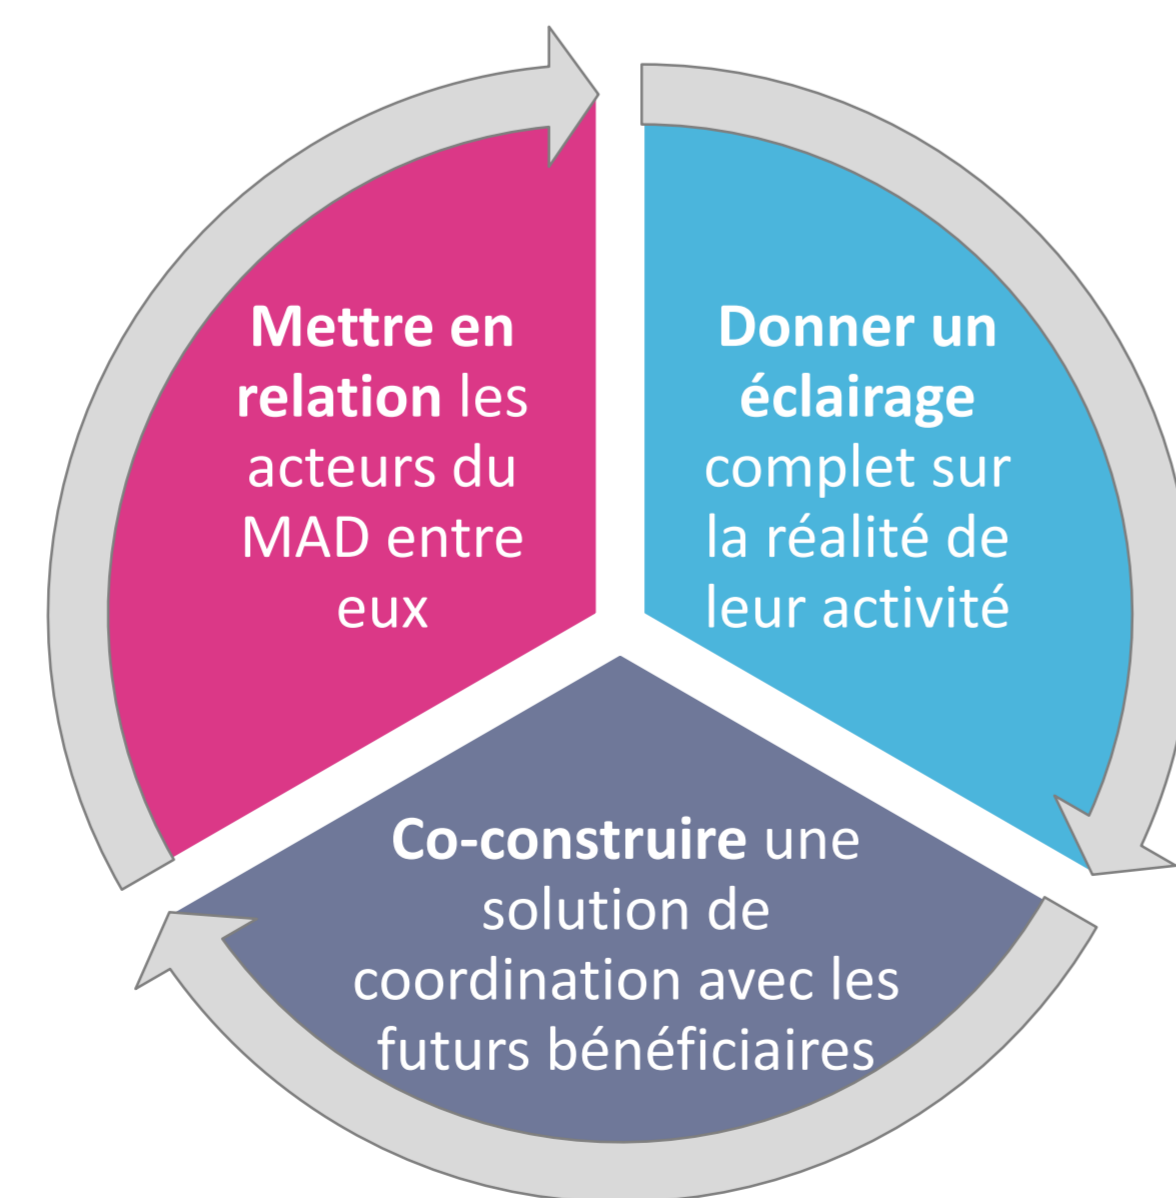 Mettre en
relation les
acteurs du
MAD entre
eux
Donner un
éclairage
complet sur
la réalité de
leur activité
Co-construire une
solution de
coordination avec les
futurs bénéficiaires